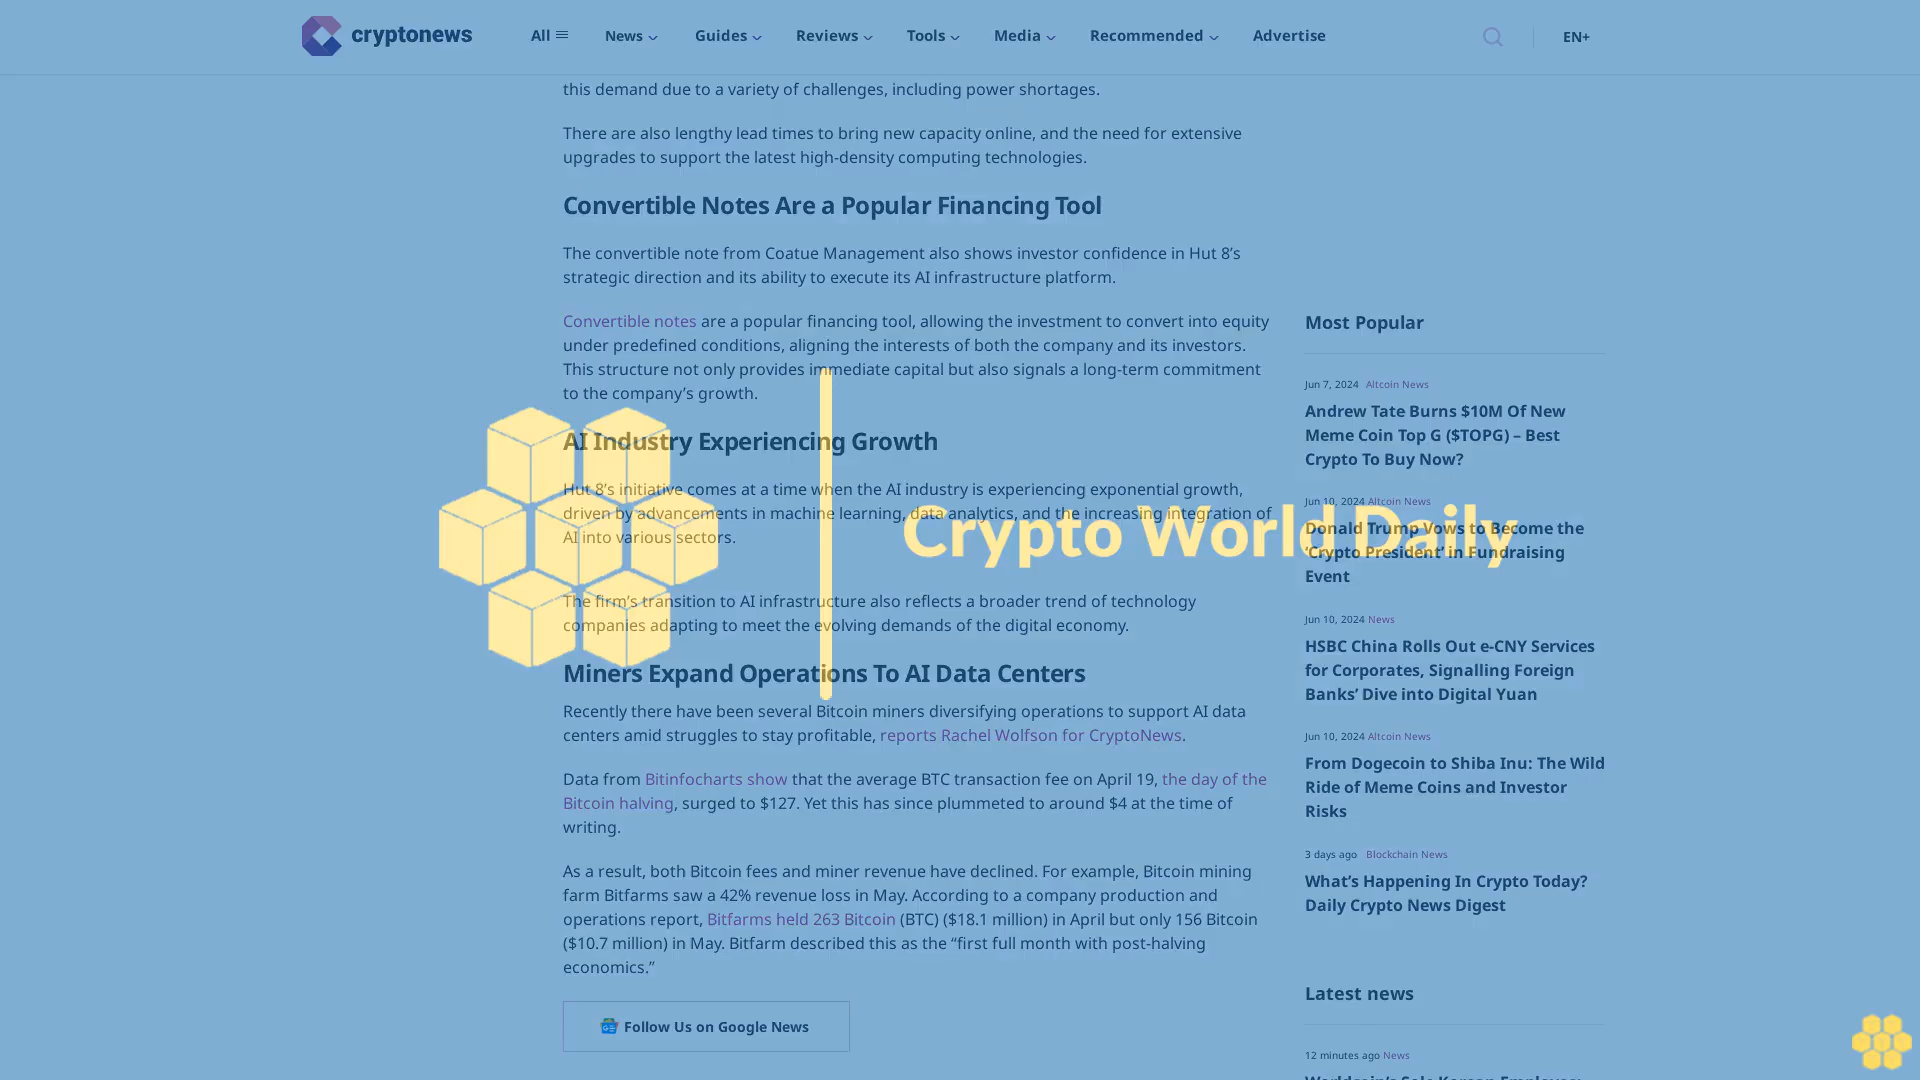 cryptonews
All
News
Guides
Reviews
Tools
Media
Recommended
Advertise
EN+
this demand due to a variety of challenges, including power shortages.
There are also lengthy lead times to bring new capacity online, and the need for extensive
upgrades to support the latest high-density computing technologies.
Convertible Notes Are a Popular Financing Tool
The convertible note from Coatue Management also shows investor confidence in Hut 8’s
strategic direction and its ability to execute its AI infrastructure platform.
Convertible notes are a popular financing tool, allowing the investment to convert into equity
under predefined conditions, aligning the interests of both the company and its investors.
This structure not only provides immediate capital but also signals a long-term commitment
to the company’s growth.
AI Industry Experiencing Growth
Hut 8’s initiative comes at a time when the AI industry is experiencing exponential growth,
driven by advancements in machine learning, data analytics, and the increasing integration of
AI into various sectors.
The firm’s transition to AI infrastructure also reflects a broader trend of technology
companies adapting to meet the evolving demands of the digital economy.
Miners Expand Operations To AI Data Centers
Recently there have been several Bitcoin miners diversifying operations to support AI data
centers amid struggles to stay profitable, reports Rachel Wolfson for CryptoNews.
Data from Bitinfocharts show that the average BTC transaction fee on April 19, the day of the
Bitcoin halving, surged to $127. Yet this has since plummeted to around $4 at the time of
writing.
As a result, both Bitcoin fees and miner revenue have declined. For example, Bitcoin mining
farm Bitfarms saw a 42% revenue loss in May. According to a company production and
operations report, Bitfarms held 263 Bitcoin (BTC) ($18.1 million) in April but only 156 Bitcoin
($10.7 million) in May. Bitfarm described this as the “first full month with post-halving
economics.”
Follow Us on Google News
Crypto World Daily
Most Popular
Jun 7, 2024 Altcoin News
Andrew Tate Burns $10M Of New
Meme Coin Top G ($TOPG) – Best
Crypto To Buy Now?
Jun 10, 2024 Altcoin News
Donald Trump Vows to Become the
‘Crypto President’ in Fundraising
Event
Jun 10, 2024 News
HSBC China Rolls Out e-CNY Services
for Corporates, Signalling Foreign
Banks’ Dive into Digital Yuan
Jun 10, 2024 Altcoin News
From Dogecoin to Shiba Inu: The Wild
Ride of Meme Coins and Investor
Risks
3 days ago Blockchain News
What’s Happening In Crypto Today?
Daily Crypto News Digest
Latest news
12 minutes ago News
Worldcoin’s Sole Korean Employee: